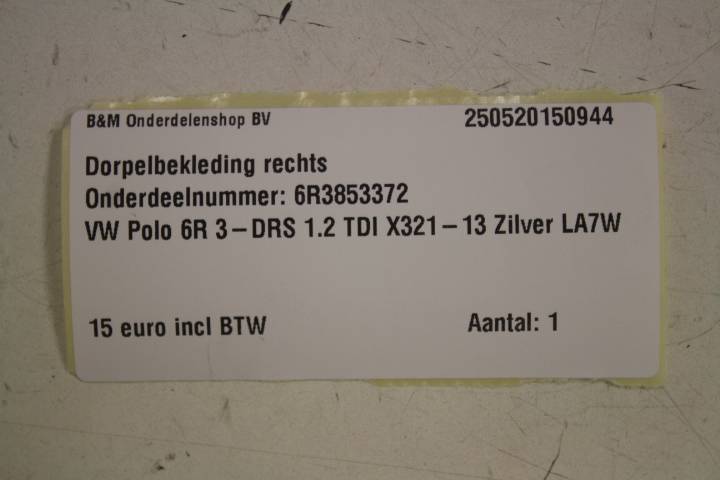 B&M Onderdelenshop BV 250520150944
Dorpelbekleding rechts
Onderdeelnummer: 6R3853372
VW Polo 6R 3-DRS 1.2 TDI X321-13 Zilver LA7W
15 euro incl BTW Aantal: 1